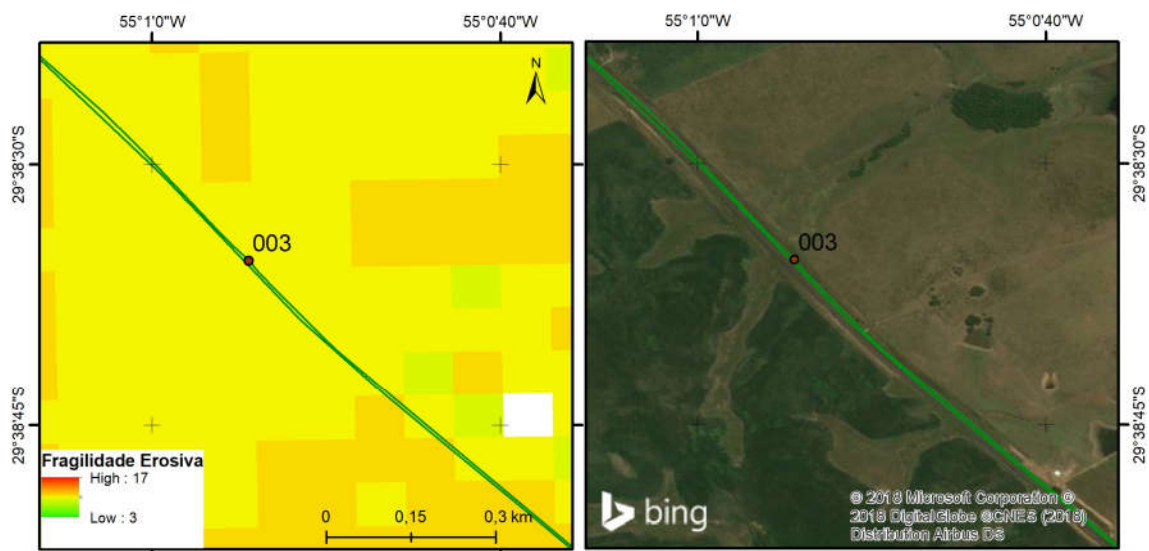 55°1'0"W
55°0'40"W
55°1'0"W
55°0'40"W
N
29°38'30"S
29°38'30"S
003
003
29°38'45"S
29°38'45"S
Fragilidade Erosiva
High : 17
Low : 3
0
0,15
0,3 km
bing
© 2018 Microsoft Corporation ©
2018 DigitalGlobe ©CNES (2018)
Distribution Airbus DS